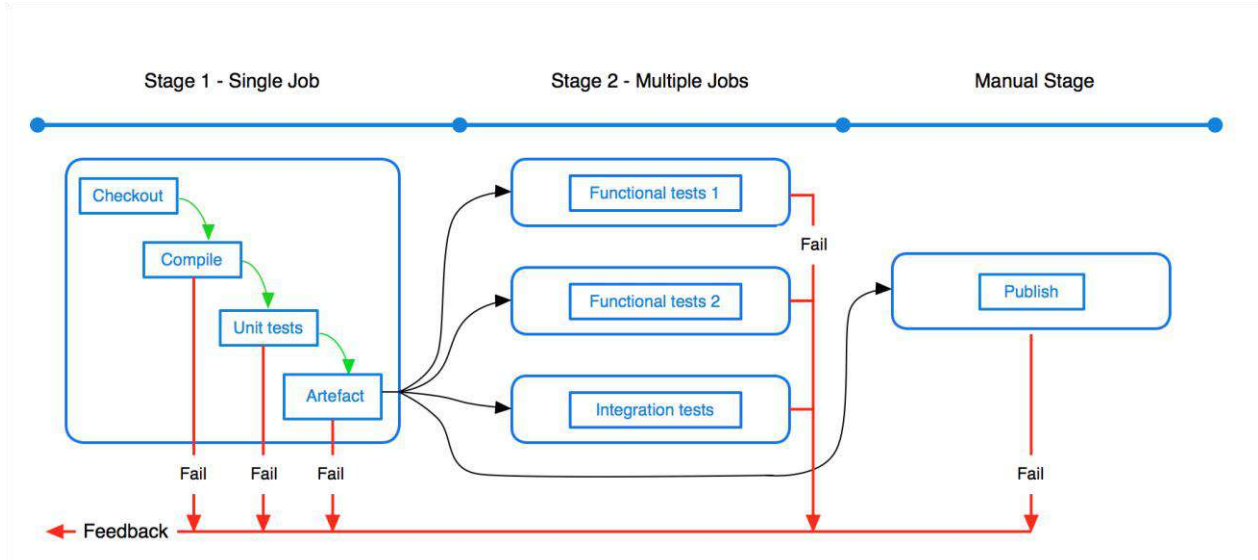 Stage 1 - Single Job
Stage 2 - Multiple Jobs
Manual Stage
Checkout
Compile
Unit tests
Artefact
Functional tests 1
Functional tests 2
Integration tests
Publish
Fail
Fail
Fail
Fail
Fail
Feedback